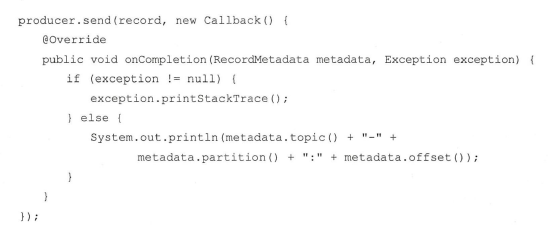 producer.send(record, new Callback() {
@Override
public void onCompletion(RecordMetadata metadata, Exception exception) {
if (exception != null) {
exception.printStackTrace();
} else {
System.out.println(metadata.topic() + "-" +
metadata.partition() + ":" + metadata.offset());
}
}
});